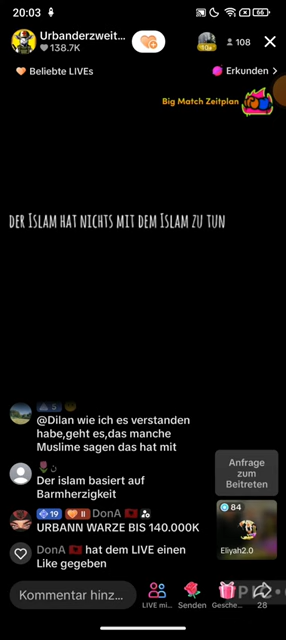 20:03
66
Urbanderzweit...
138.7K
108
Beliebte LIVEs
Erkunden >
Big Match Zeitplan
DER ISLAM HAT NICHTS MIT DEM ISLAM ZU TUN
@Dilan wie ich es verstanden
habe,geht es,das manche
Muslime sagen das hat mit
ن
Der islam basiert auf
Barmherzigkeit
19 II DonA
URBANN WARZE BIS 140.000K
DonA hat dem LIVE einen
Like gegeben
Anfrage
zum
Beitreten
84
Eliyah2.0
Kommentar hinz...
LIVE mi...
Senden
Gesche...
28